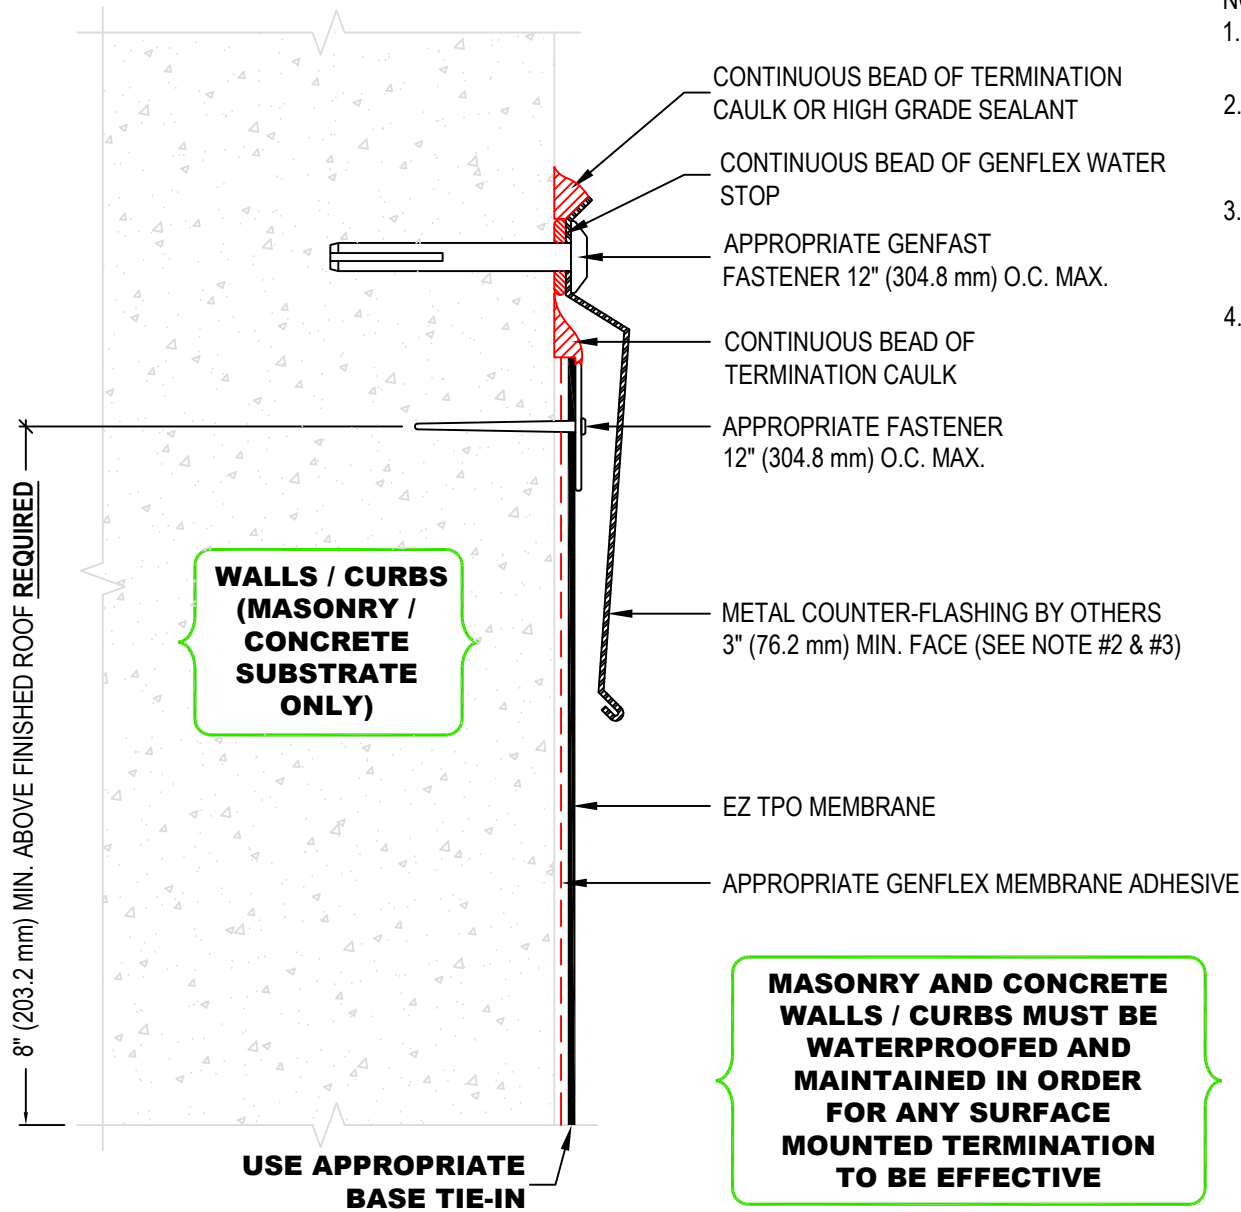 1.
2.
3.
4.
CONTINUOUS BEAD OF TERMINATION
CAULK OR HIGH GRADE SEALANT
CONTINUOUS BEAD OF GENFLEX WATER
STOP
APPROPRIATE GENFAST
FASTENER 12" (304.8 mm) O.C. MAX.
CONTINUOUS BEAD OF
TERMINATION CAULK
APPROPRIATE FASTENER
12" (304.8 mm) O.C. MAX.
METAL COUNTER-FLASHING BY OTHERS
3" (76.2 mm) MIN. FACE (SEE NOTE #2 & #3)
EZ TPO MEMBRANE
APPROPRIATE GENFLEX MEMBRANE ADHESIVE
8" (203.2 mm) MIN. ABOVE FINISHED ROOF REQUIRED
WALLS / CURBS
(MASONRY /
CONCRETE
SUBSTRATE
ONLY)
MASONRY AND CONCRETE
WALLS / CURBS MUST BE
WATERPROOFED AND
MAINTAINED IN ORDER
FOR ANY SURFACE
MOUNTED TERMINATION
TO BE EFFECTIVE
USE APPROPRIATE
BASE TIE-IN